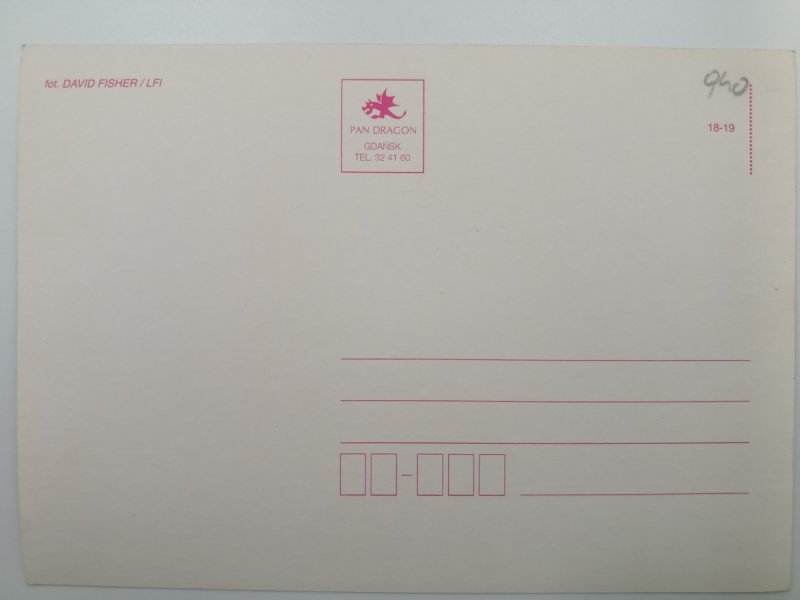 fot. DAVID FISHER / LFI
PAN DRAGON
GDAŃSK
TEL. 32 41 60
940
18-19